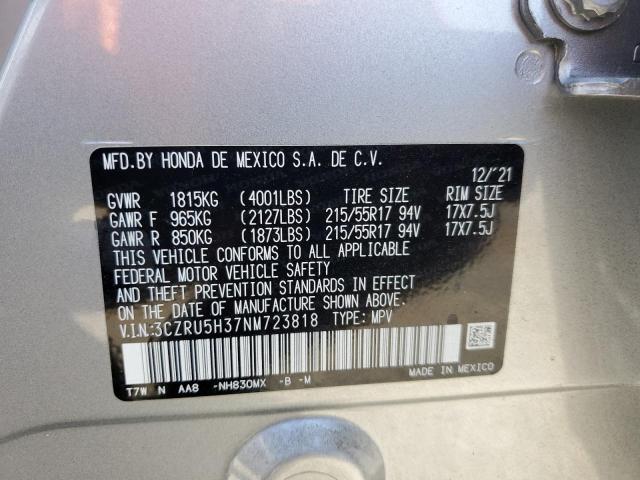 MFD.BY HONDA DE MEXICO S.A. DE C.V.
12/'21
GVWR 1815KG (4001LBS) TIRE SIZE RIM SIZE
GAWR F 965KG (2127LBS) 215/55R17 94V 17X7.5J
GAWR R 850KG (1873LBS) 215/55R17 94V 17X7.5J
THIS VEHICLE CONFORMS TO ALL APPLICABLE
FEDERAL MOTOR VEHICLE SAFETY
AND THEFT PREVENTION STANDARDS IN EFFECT
ON THE DATE OF MANUFACTURE SHOWN ABOVE.
V.I.N:3CZRU5H37NM723818 TYPE: MPV
T7W N AA8 -NH830MX -B -M
MADE IN MEXICO